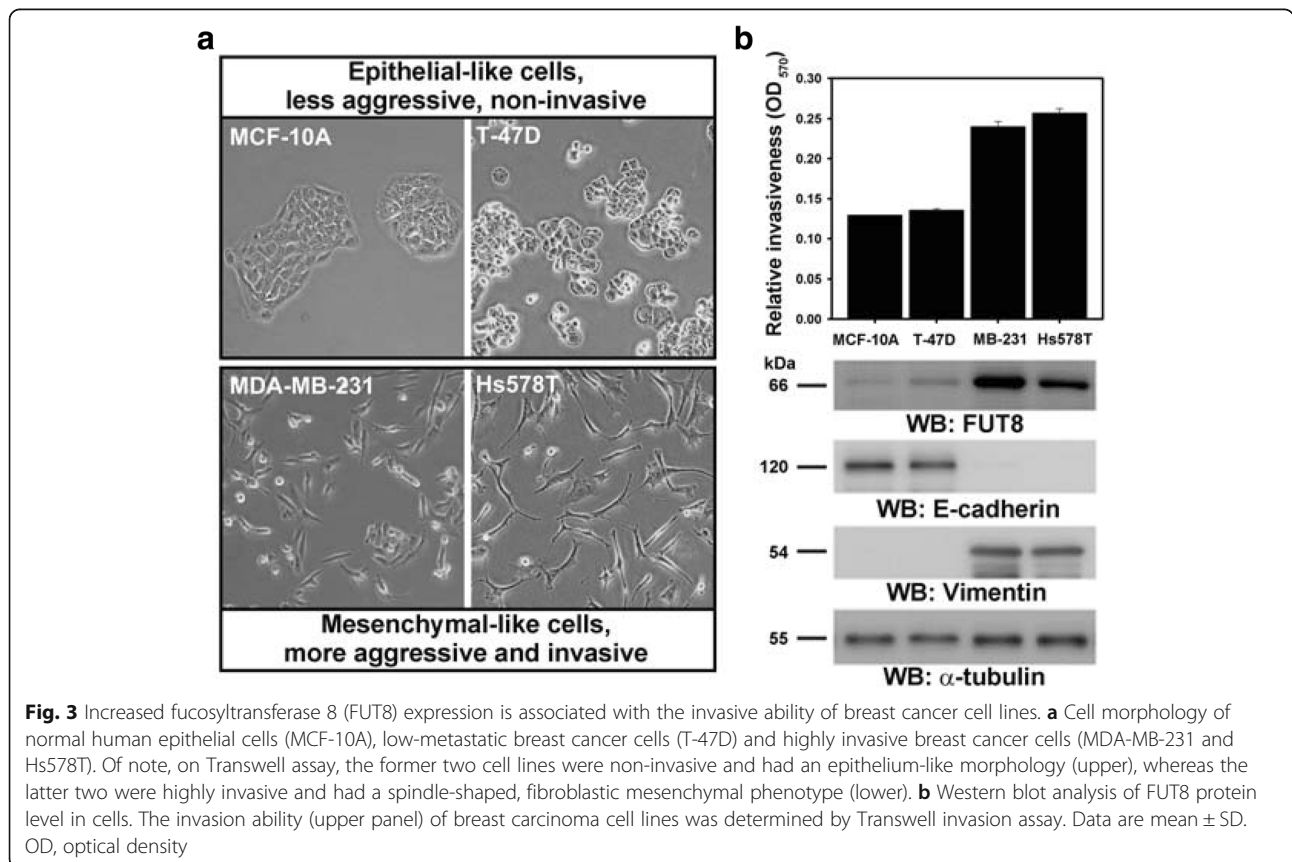 a
Epithelial-like cells,
less aggressive, non-invasive
MCF-10A
T-47D
MDA-MB-231
Hs578T
Mesenchymal-like cells,
more aggressive and invasive
b
Relative invasiveness (OD570)
0.30
0.25
0.20
0.15
0.10
0.05
0.00
MCF-10A T-47D MB-231 Hs578T
kDa
66
WB: FUT8
120
WB: E-cadherin
54
WB: Vimentin
55
WB: α-tubulin
Fig. 3 Increased fucosyltransferase 8 (FUT8) expression is associated with the invasive ability of breast cancer cell lines. a Cell morphology of
normal human epithelial cells (MCF-10A), low-metastatic breast cancer cells (T-47D) and highly invasive breast cancer cells (MDA-MB-231 and
Hs578T). Of note, on Transwell assay, the former two cell lines were non-invasive and had an epithelium-like morphology (upper), whereas the
latter two were highly invasive and had a spindle-shaped, fibroblastic mesenchymal phenotype (lower). b Western blot analysis of FUT8 protein
level in cells. The invasion ability (upper panel) of breast carcinoma cell lines was determined by Transwell invasion assay. Data are mean ± SD.
OD, optical density